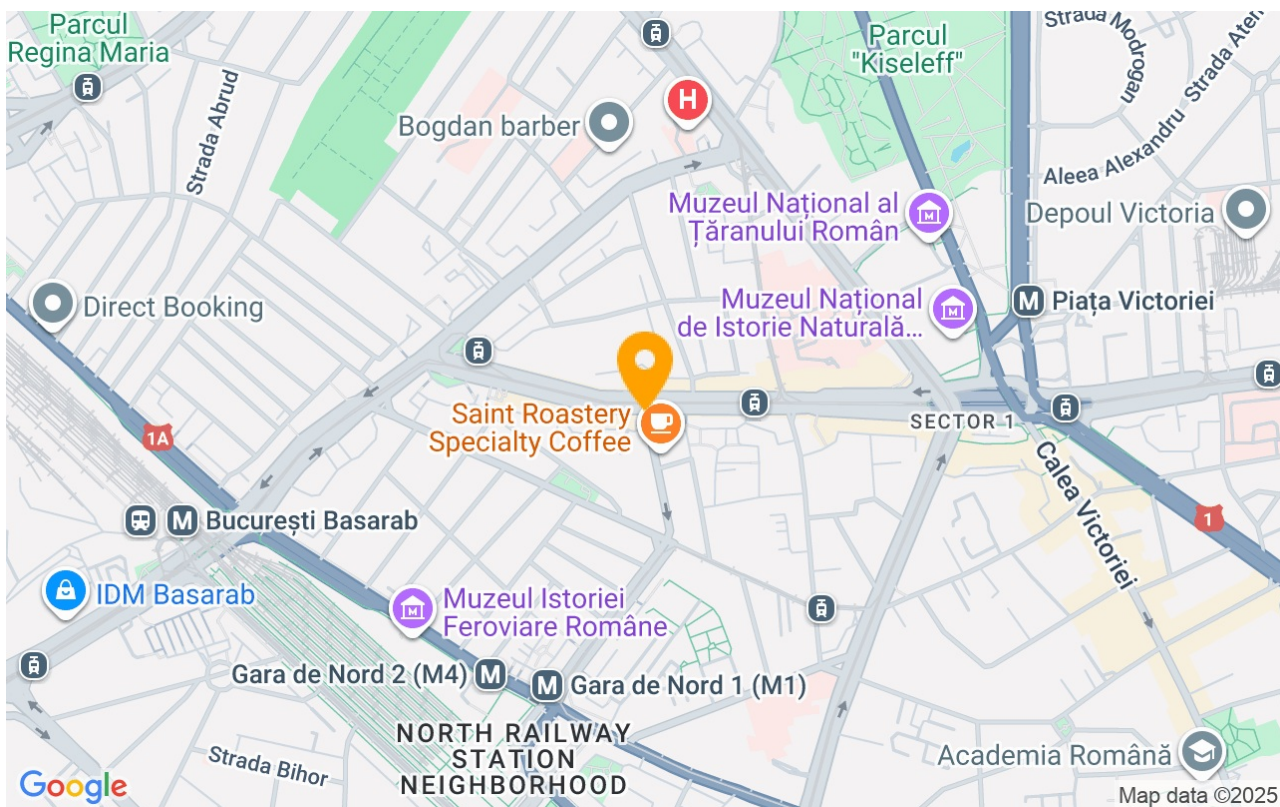 Parcul
Regina Maria
Strada Abrud
Bogdan barber
H
Parcul
"Kiseleff"
Strada Modrogan
Strada Aten
Aleea Alexandru
Muzeul Național al
Țăranului Român
Depoul Victoria
Direct Booking
Muzeul Național
de Istorie Naturală...
M
Piața Victoriei
Saint Roastery
Specialty Coffee
SECTOR 1
1A
Calea Victoriei
1
M
București Basarab
IDM Basarab
Muzeul Istoriei
Feroviare Române
Gara de Nord 2 (M4)
M
M
Gara de Nord 1 (M1)
NORTH RAILWAY
STATION
NEIGHBORHOOD
Strada Bihor
Academia Română
Google
Map data ©2025